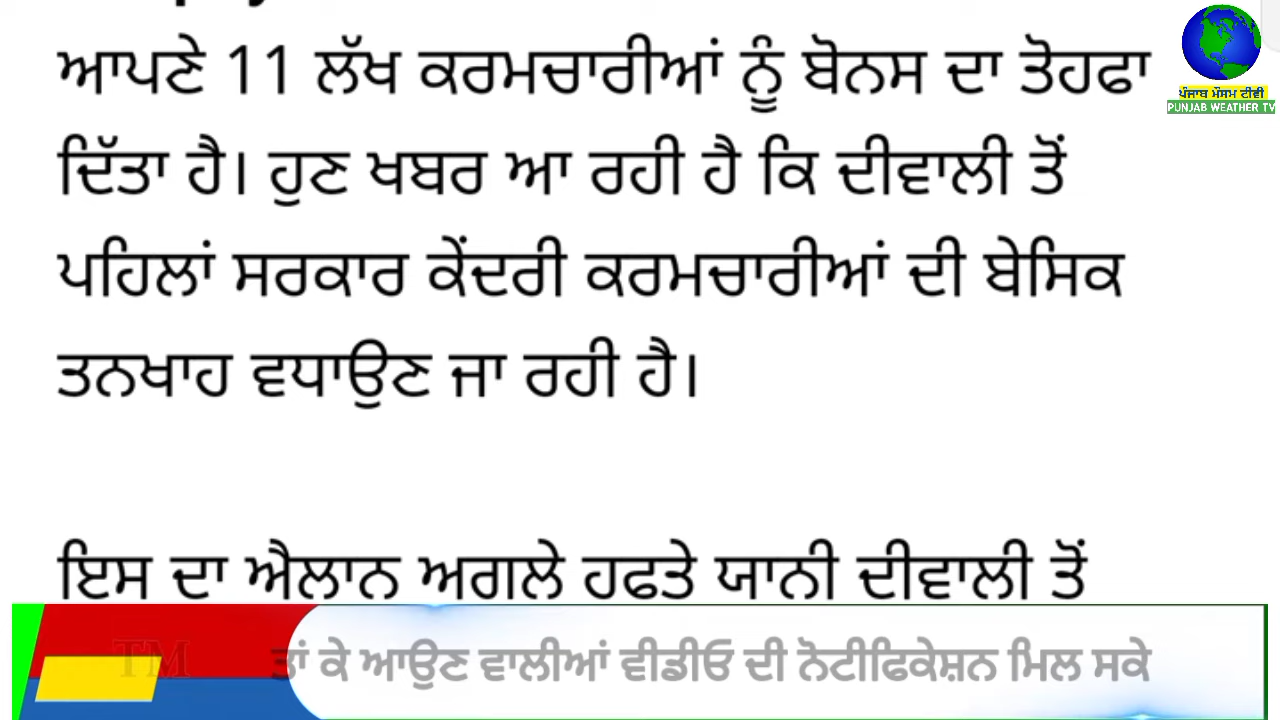 ਆਪਣੇ 11 ਲੱਖ ਕਰਮਚਾਰੀਆਂ ਨੂੰ ਬੋਨਸ ਦਾ ਤੋਹਫਾ
ਦਿੱਤਾ ਹੈ। ਹੁਣ ਖਬਰ ਆ ਰਹੀ ਹੈ ਕਿ ਦੀਵਾਲੀ ਤੋਂ
ਪਹਿਲਾਂ ਸਰਕਾਰ ਕੇਂਦਰੀ ਕਰਮਚਾਰੀਆਂ ਦੀ ਬੇਸਿਕ
ਤਨਖਾਹ ਵਧਾਉਣ ਜਾ ਰਹੀ ਹੈ।
ਇਸ ਦਾ ਐਲਾਨ ਅਗਲੇ ਹਫਤੇ ਯਾਨੀ ਦੀਵਾਲੀ ਤੋਂ
ਪੰਜਾਬ ਮੌਸਮ ਟੀਵੀ
PUNJAB WEATHER TV
TM
ਤਾਂ ਕੇ ਆਉਣ ਵਾਲੀਆਂ ਵੀਡੀਓ ਦੀ ਨੋਟੀਫਿਕੇਸ਼ਨ ਮਿਲ ਸਕੇ